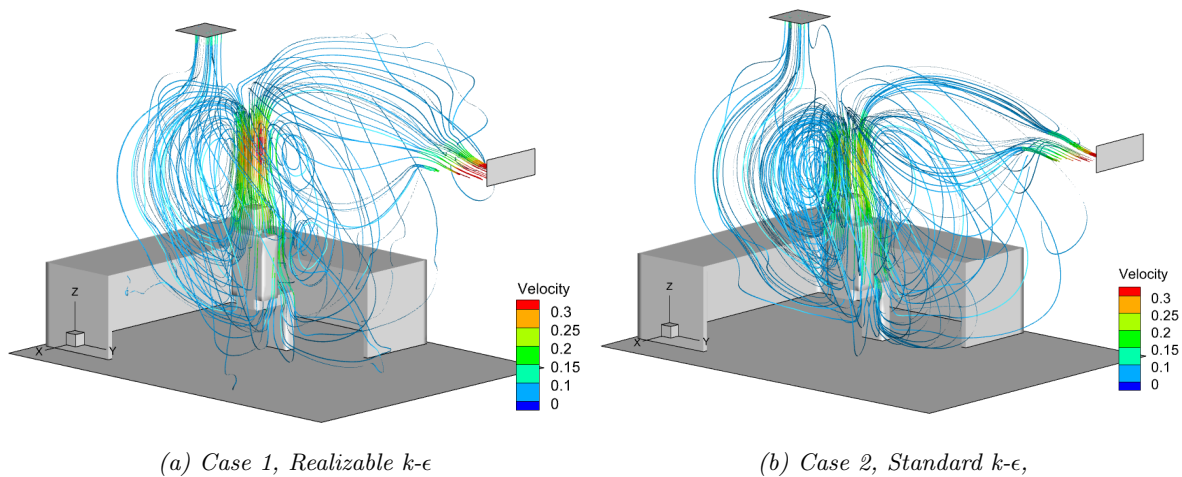 Z
X
Y
Velocity
0.3
0.25
0.2
0.15
0.1
0
Z
X
Y
Velocity
0.3
0.25
0.2
0.15
0.1
0
(a) Case 1, Realizable k-ϵ
(b) Case 2, Standard k-ϵ,